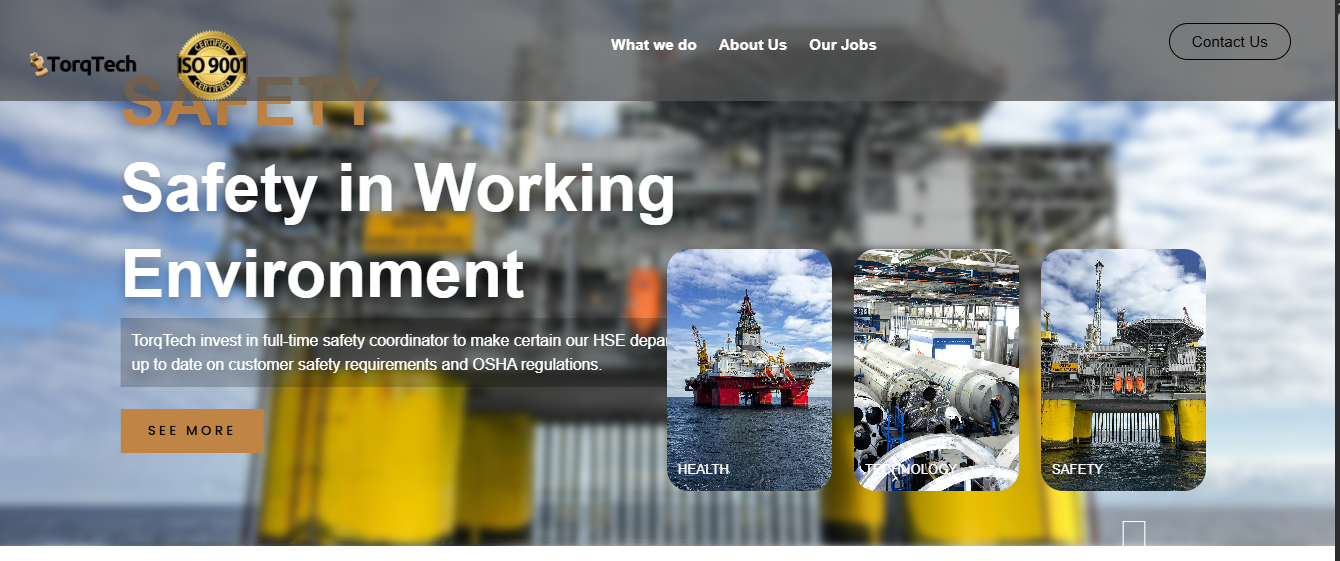 What we do
About Us
Our Jobs
Contact Us
TorqTech
CERTIFIED
ISO 9001
CERTIFIED
SAFETY
Safety in Working
Environment
TorqTech invest in full-time safety coordinator to make certain our HSE
up to date on customer safety requirements and OSHA regulations.
SEE MORE
HEALTH
TECHNOLOGY
SAFETY